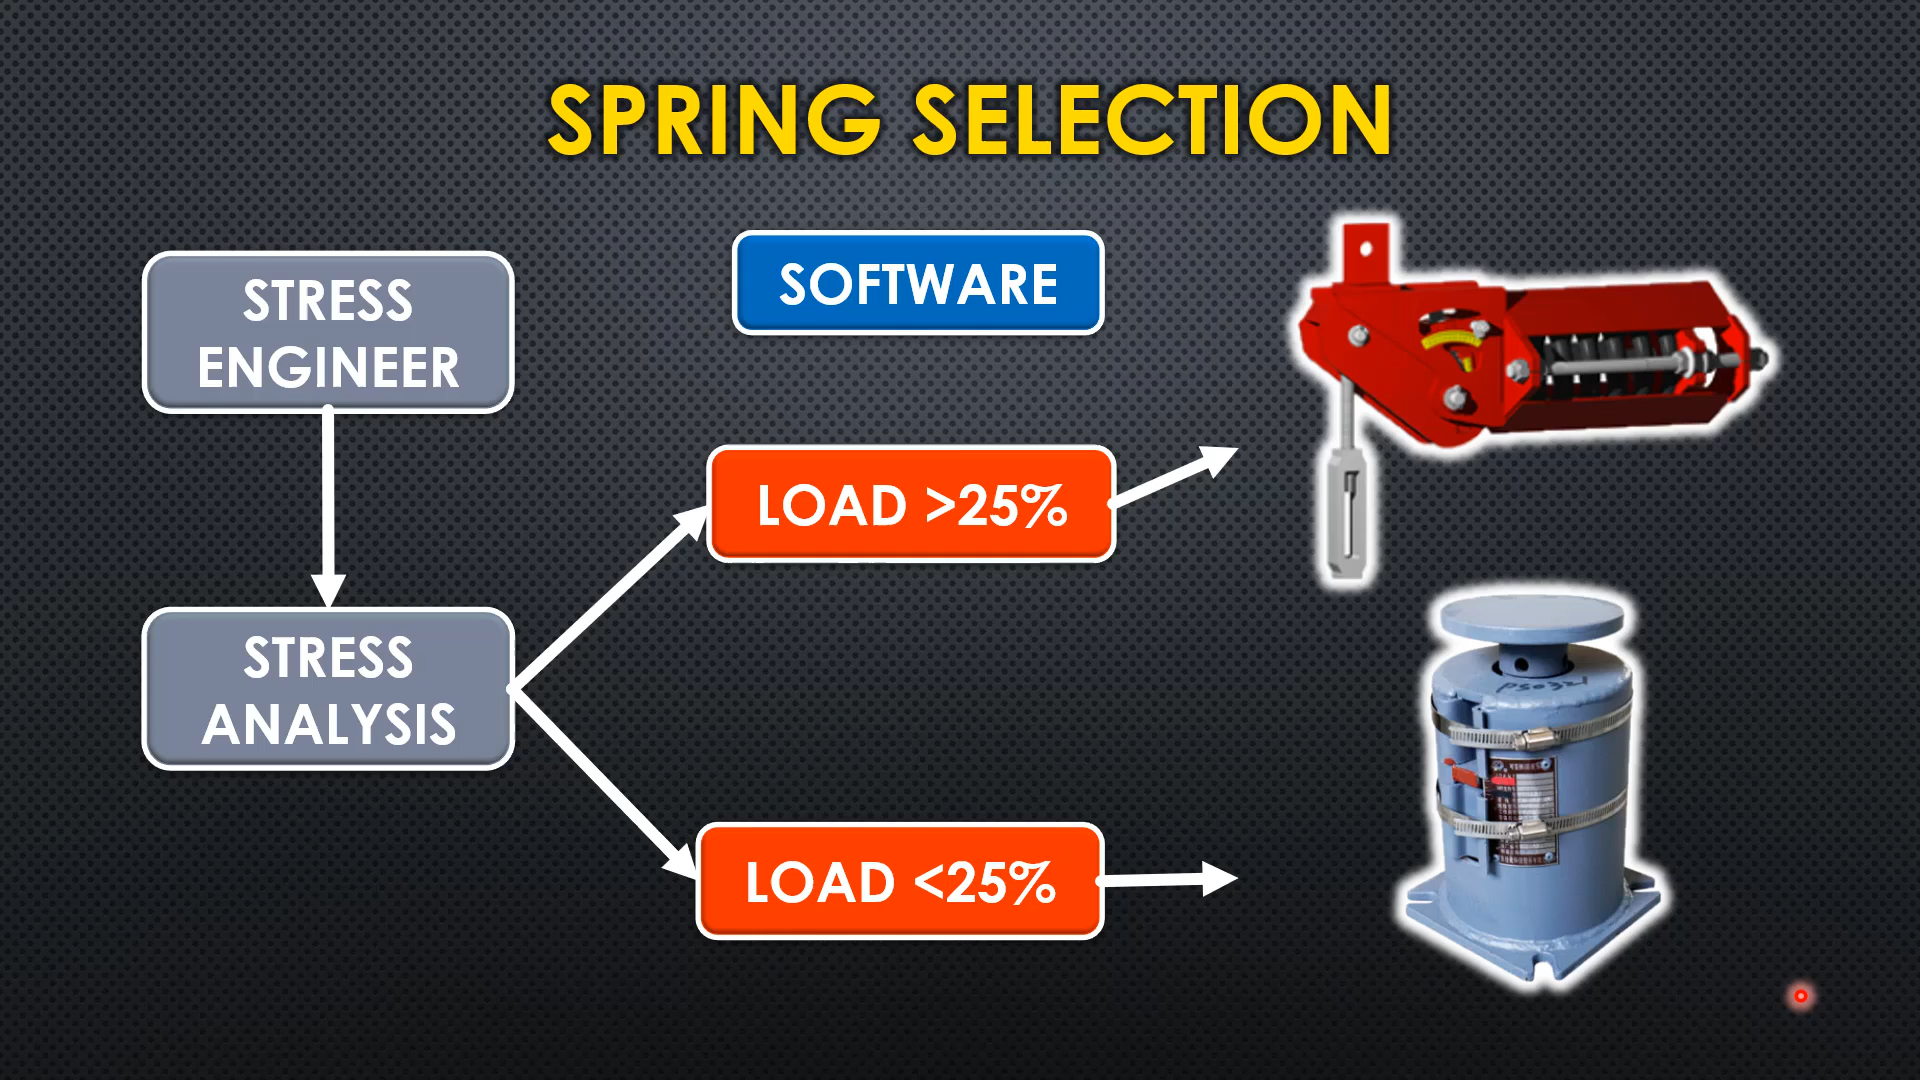 SPRING SELECTION
STRESS
ENGINEER
SOFTWARE
LOAD >25%
STRESS
ANALYSIS
LOAD <25%